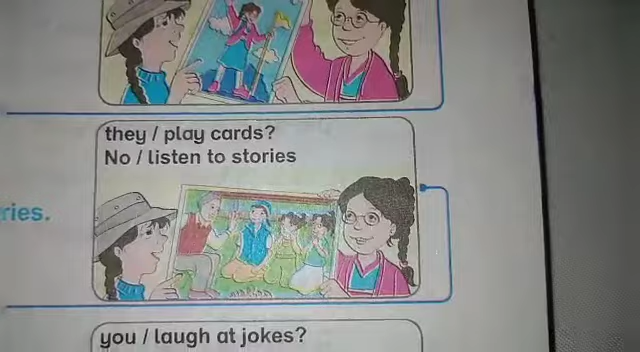 they / play cards?
No / listen to stories
ries.
you / laugh at jokes?